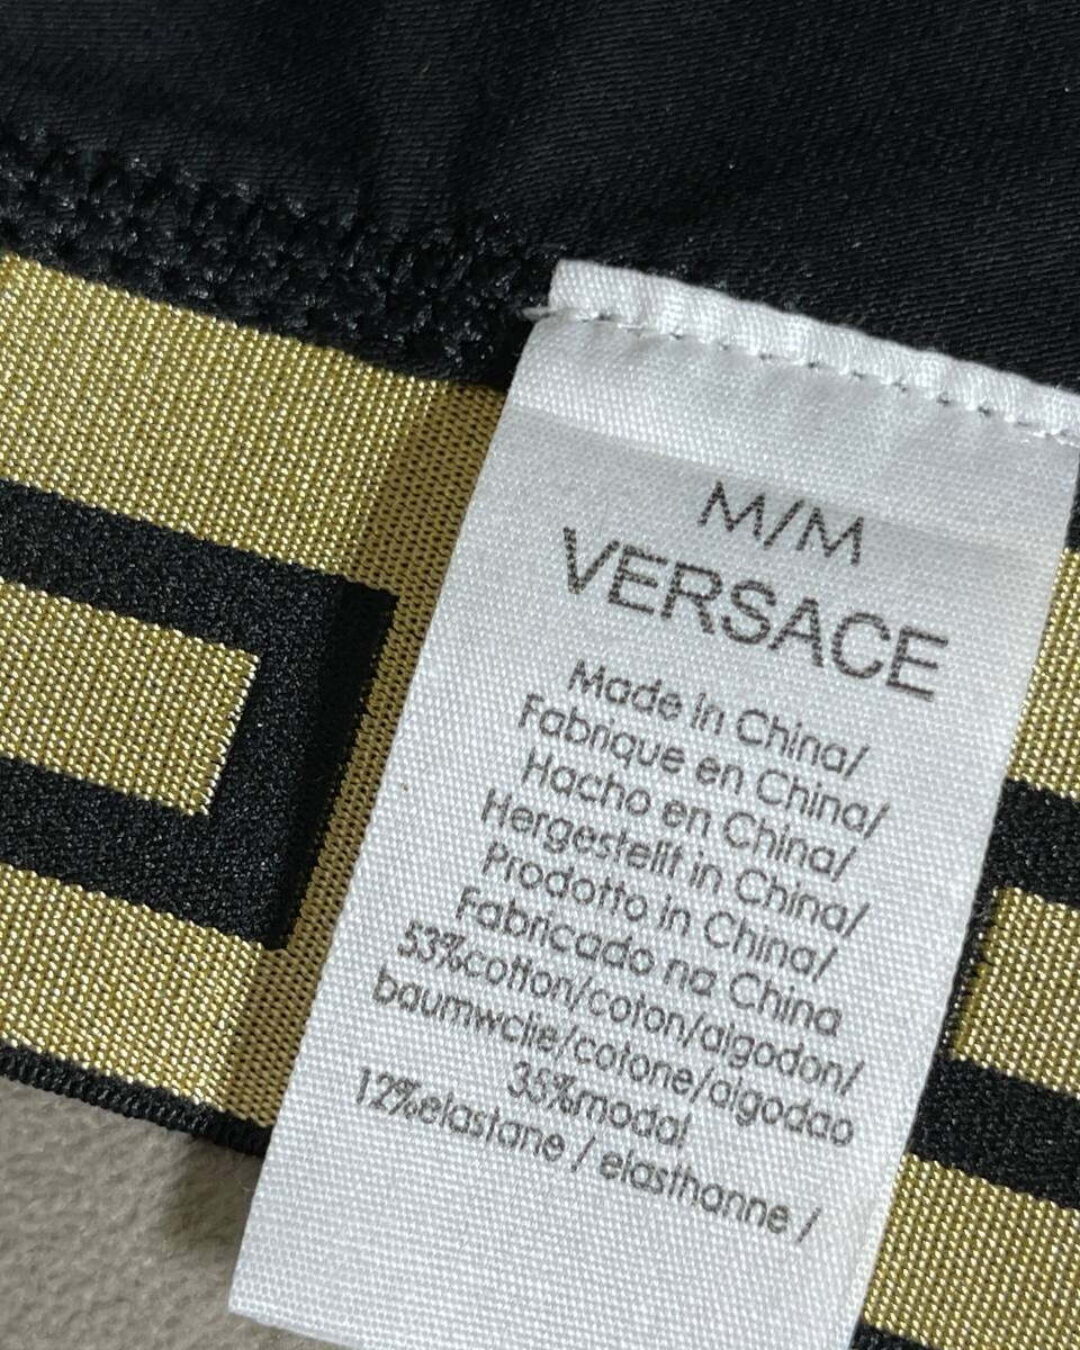 M/M
VERSACE
Made in China/
Fabrique en China/
Hacho en China/
Hergestellt in China/
Prodotto in China/
Fabricado na China
53%cotton/coton/algodon/
baumwclie/cotone/algodao
35%modal
12%elastane / elasthanne /